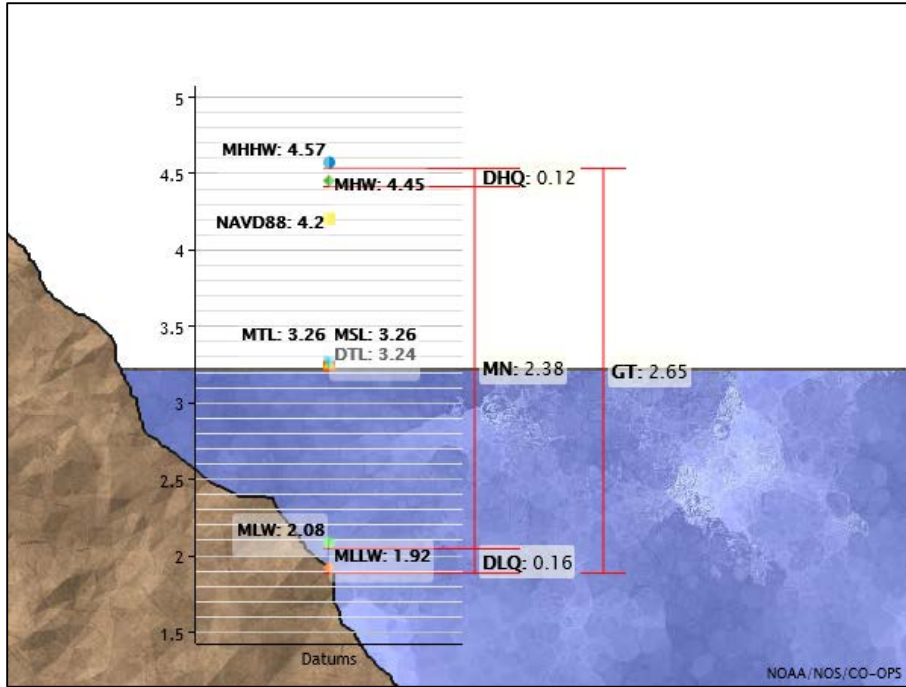 5
MHHW: 4.57
4.5
MHW: 4.45
DHQ: 0.12
NAVD88: 4.2
4
3.5
MTL: 3.26 MSL: 3.26
DTL: 3.24
MN: 2.38
GT: 2.65
3
2.5
MLW: 2.08
2
MLLW: 1.92
DLQ: 0.16
1.5
Datums
NOAA/NOS/CO-OPS